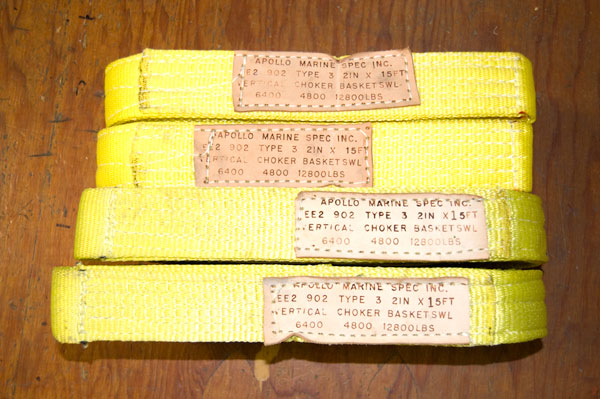 APOLLO MARINE SPEC INC.
EE2 902 TYPE 3 2IN X 15FT
VERTICAL CHOKER BASKET SWL
6400 4800 12800LBS
APOLLO MARINE SPEC INC.
EE2 902 TYPE 3 2IN X 15FT
VERTICAL CHOKER BASKET SWL
6400 4800 12800LBS
APOLLO MARINE SPEC INC.
EE2 902 TYPE 3 2IN X 15FT
VERTICAL CHOKER BASKET SWL
6400 4800 12800LBS
APOLLO MARINE SPEC INC.
EE2 902 TYPE 3 2IN X 15FT
VERTICAL CHOKER BASKET SWL
6400 4800 12800LBS